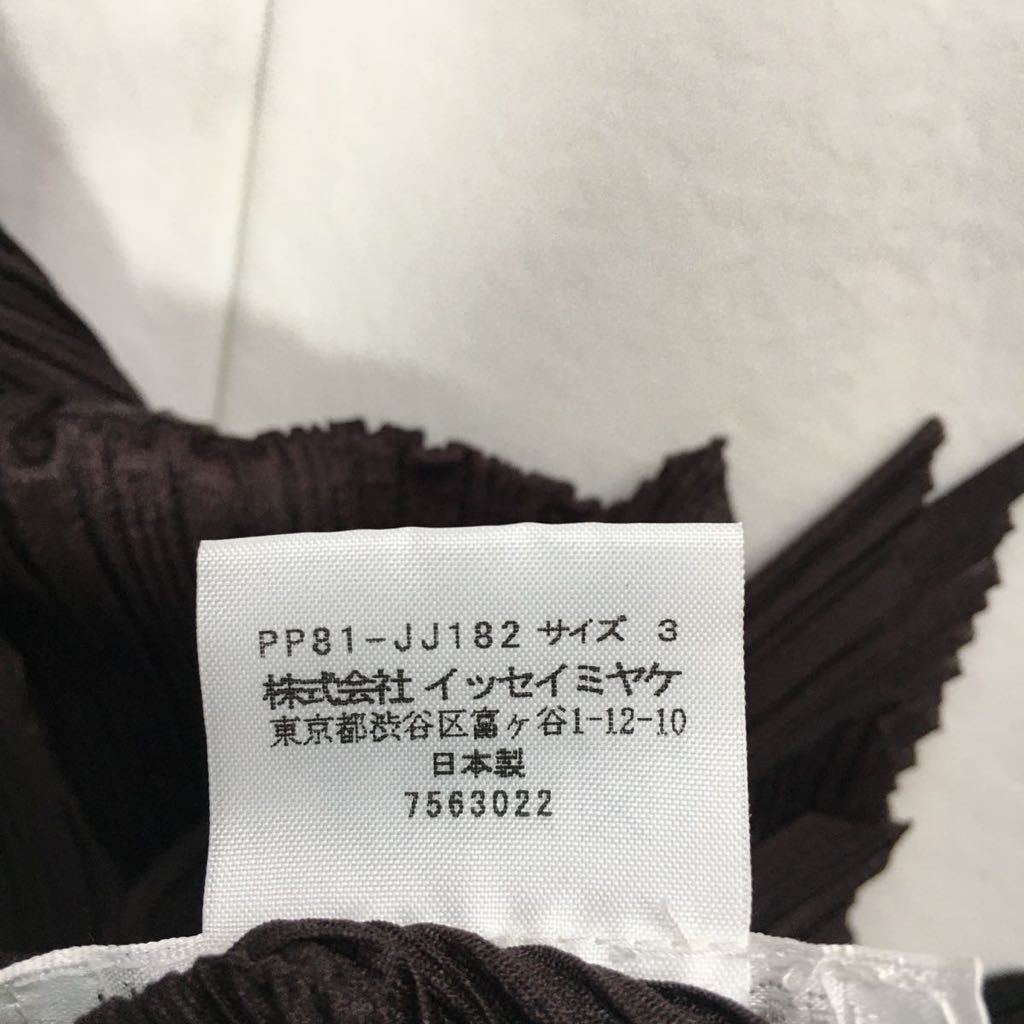 PP81-JJ182 サイズ 3
株式会社 イッセイミヤケ
東京都渋谷区富ヶ谷1-12-10
日本製
7563022